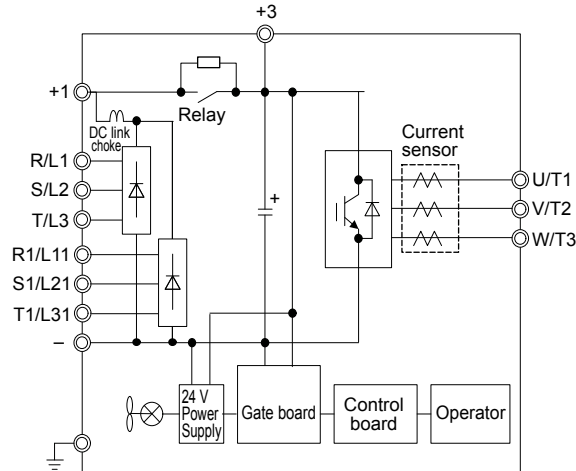 +3
+1
Relay
DC link
choke
Current
sensor
R/L1
S/L2
T/L3
R1/L11
S1/L21
T1/L31
–
+
U/T1
V/T2
W/T3
24 V
Power
Supply
Gate board
Control
board
Operator